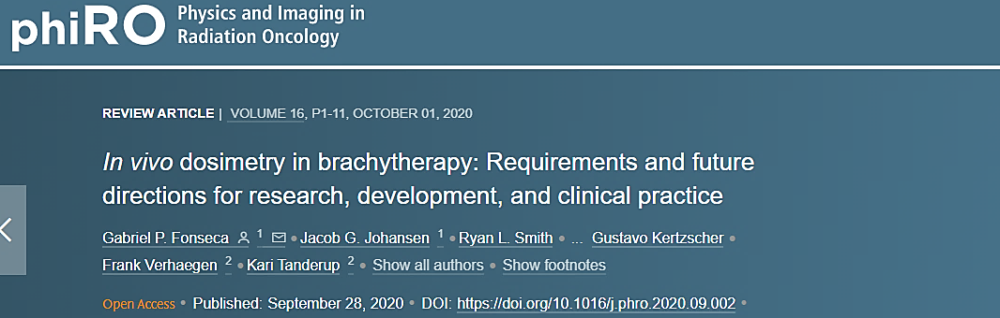 phiRO Physics and Imaging in
Radiation Oncology
REVIEW ARTICLE | VOLUME 16, P1-11, OCTOBER 01, 2020
In vivo dosimetry in brachytherapy: Requirements and future
directions for research, development, and clinical practice
Gabriel P. Fonseca 1 • Jacob G. Johansen 1 • Ryan L. Smith • ... Gustavo Kertzscher •
Frank Verhaegen 2 • Kari Tanderup 2 • Show all authors • Show footnotes
Open Access • Published: September 28, 2020 • DOI: https://doi.org/10.1016/j.phro.2020.09.002 •